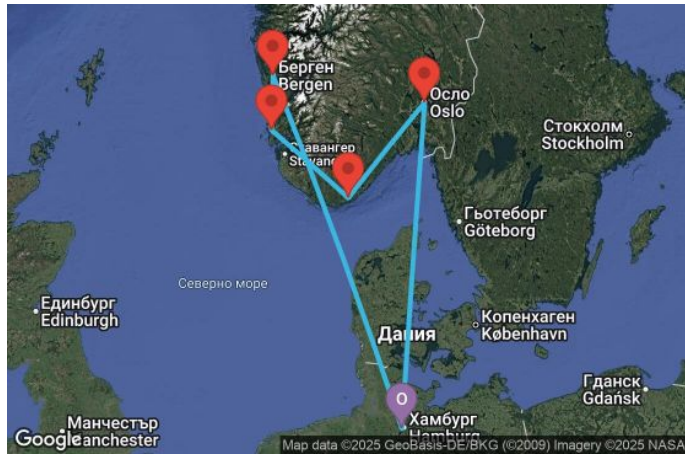 Берген
Bergen
Осло
Oslo
Стокхолм
Stockholm
Гьотеборг
Göteborg
Северно море
Единбург
Edinburgh
Копенхаген
København
Дания
O
Гданск
Gdańsk
Хамбург
Hamburg
Манчестър
Google
Map data ©2025 GeoBasis-DE/BKG (©2009) Imagery ©2025 NASA